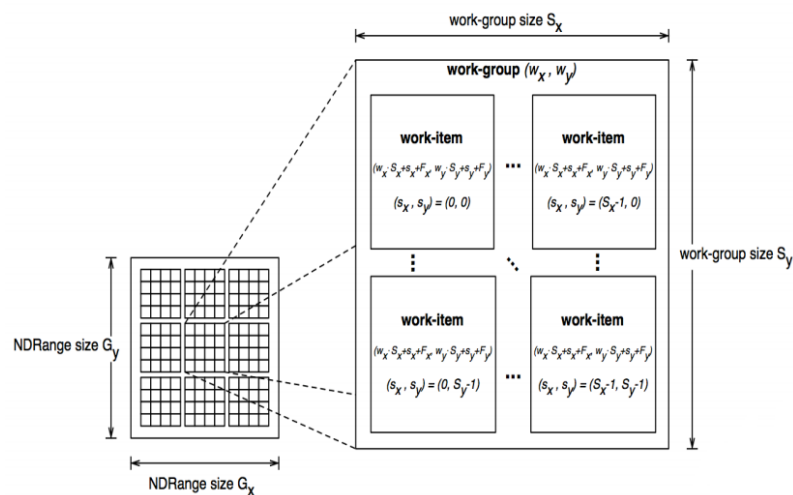 work-group size Sx
work-group (wx , wy)
work-item
work-item
(wx· Sx+sx+Fx, wy· Sy+sy+Fy)
...
(wx· Sx+sx+Fx, wy· Sy+sy+Fy)
(sx , sy) = (0, 0)
(sx , sy) = (Sx-1, 0)
work-group size Sy
work-item
work-item
NDRange size Gy
(wx· Sx+sx+Fx, wy· Sy+sy+Fy)
(wx· Sx+sx+Fx, wy· Sy+sy+Fy)
(sx , sy) = (0, Sy-1)
...
(sx , sy) = (Sx-1, Sy-1)
NDRange size Gx